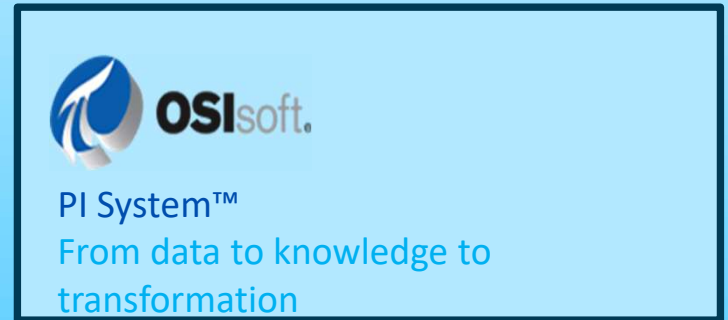 OSIsoft.
PI System™
From data to knowledge to
transformation